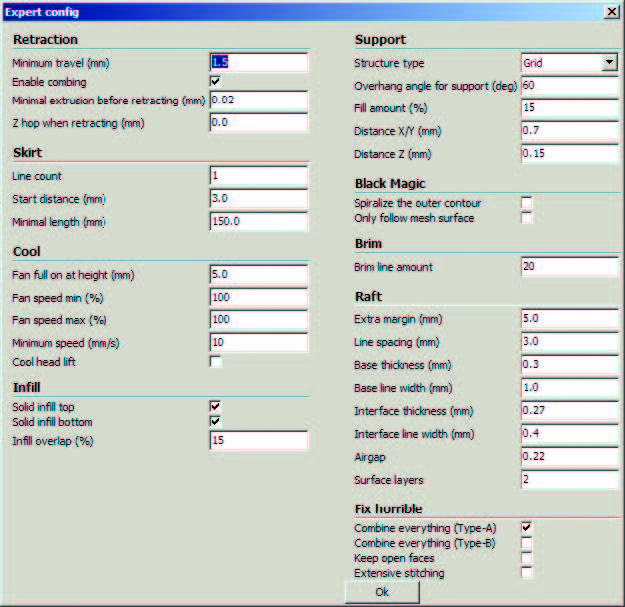 Expert config
Retraction
Minimum travel (mm) 1.5
Enable combing
Minimal extrusion before retracting (mm) 0.02
Z hop when retracting (mm) 0.0
Skirt
Line count 1
Start distance (mm) 3.0
Minimal length (mm) 150.0
Cool
Fan full on at height (mm) 5.0
Fan speed min (%) 100
Fan speed max (%) 100
Minimum speed (mm/s) 10
Cool head lift
Infill
Solid infill top
Solid infill bottom
Infill overlap (%) 15
Support
Structure type Grid
Overhang angle for support (deg) 60
Fill amount (%) 15
Distance X/Y (mm) 0.7
Distance Z (mm) 0.15
Black Magic
Spiralize the outer contour
Only follow mesh surface
Brim
Brim line amount 20
Raft
Extra margin (mm) 5.0
Line spacing (mm) 3.0
Base thickness (mm) 0.3
Base line width (mm) 1.0
Interface thickness (mm) 0.27
Interface line width (mm) 0.4
Airgap 0.22
Surface layers 2
Fix horrible
Combine everything (Type-A)
Combine everything (Type-B)
Keep open faces
Extensive stitching
Ok